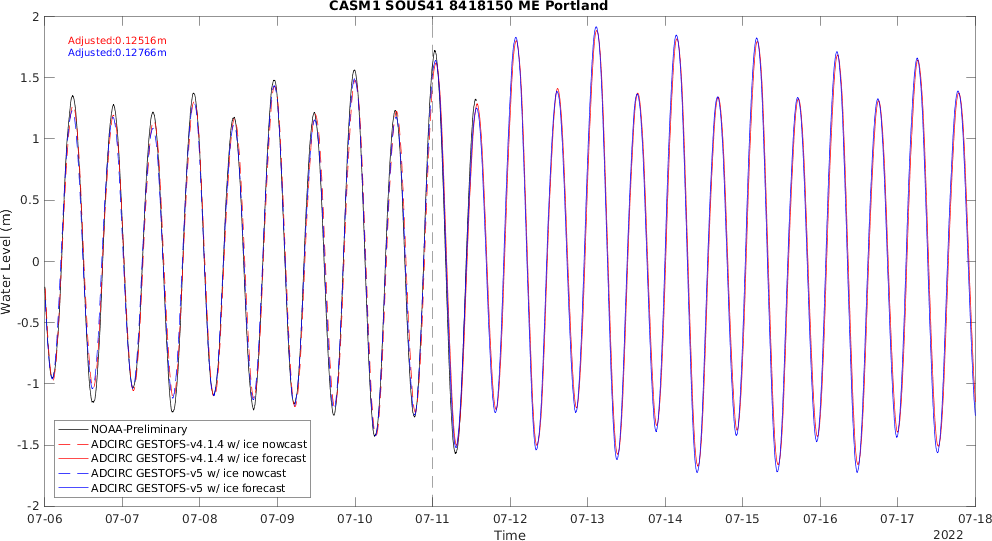 CASM1 SOUS41 8418150 ME Portland
Adjusted:0.12516m
Adjusted:0.12766m
2
1.5
1
0.5
0
-0.5
-1
-1.5
-2
Water Level (m)
NOAA-Preliminary
ADCIRC GESTOFS-v4.1.4 w/ ice nowcast
ADCIRC GESTOFS-v4.1.4 w/ ice forecast
ADCIRC GESTOFS-v5 w/ ice nowcast
ADCIRC GESTOFS-v5 w/ ice forecast
07-06 07-07 07-08 07-09 07-10 07-11 07-12 07-13 07-14 07-15 07-16 07-17 07-18
Time
2022